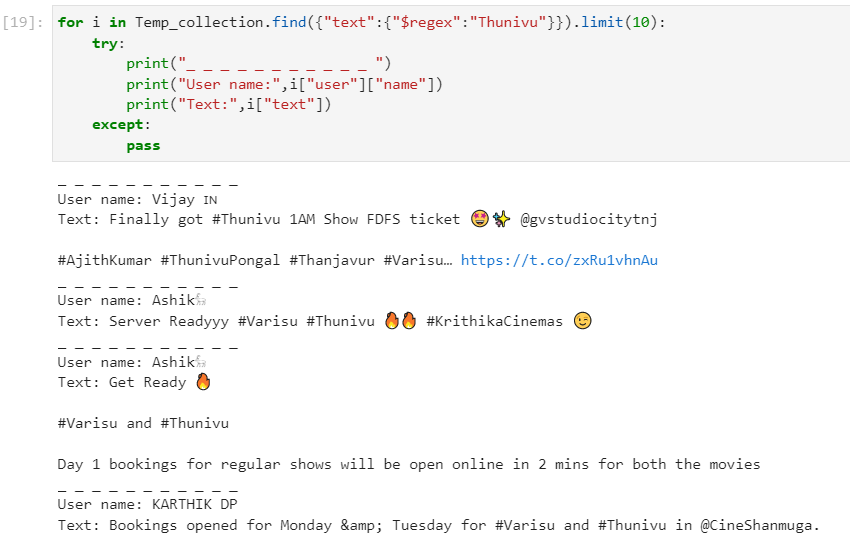 [19]: for i in Temp_collection.find({"text":{"$regex":"Thunivu"}}).limit(10):
try:
print("_ _ _ _ _ _ _ _ _ _ _ ")
print("User name:",i["user"]["name"])
print("Text:",i["text"])
except:
pass
_ _ _ _ _ _ _ _ _ _ _
User name: Vijay IN
Text: Finally got #Thunivu 1AM Show FDFS ticket 🤩✨ @gvstudiocitytnj
#AjithKumar #ThunivuPongal #Thanjavur #Varisu… https://t.co/zxRu1vhnAu
_ _ _ _ _ _ _ _ _ _ _
User name: Ashik
Text: Server Readyyy #Varisu #Thunivu 🔥🔥 #KrithikaCinemas 😉
_ _ _ _ _ _ _ _ _ _ _
User name: Ashik
Text: Get Ready 🔥
#Varisu and #Thunivu
Day 1 bookings for regular shows will be open online in 2 mins for both the movies
_ _ _ _ _ _ _ _ _ _ _
User name: KARTHIK DP
Text: Bookings opened for Monday &amp; Tuesday for #Varisu and #Thunivu in @CineShanmuga.